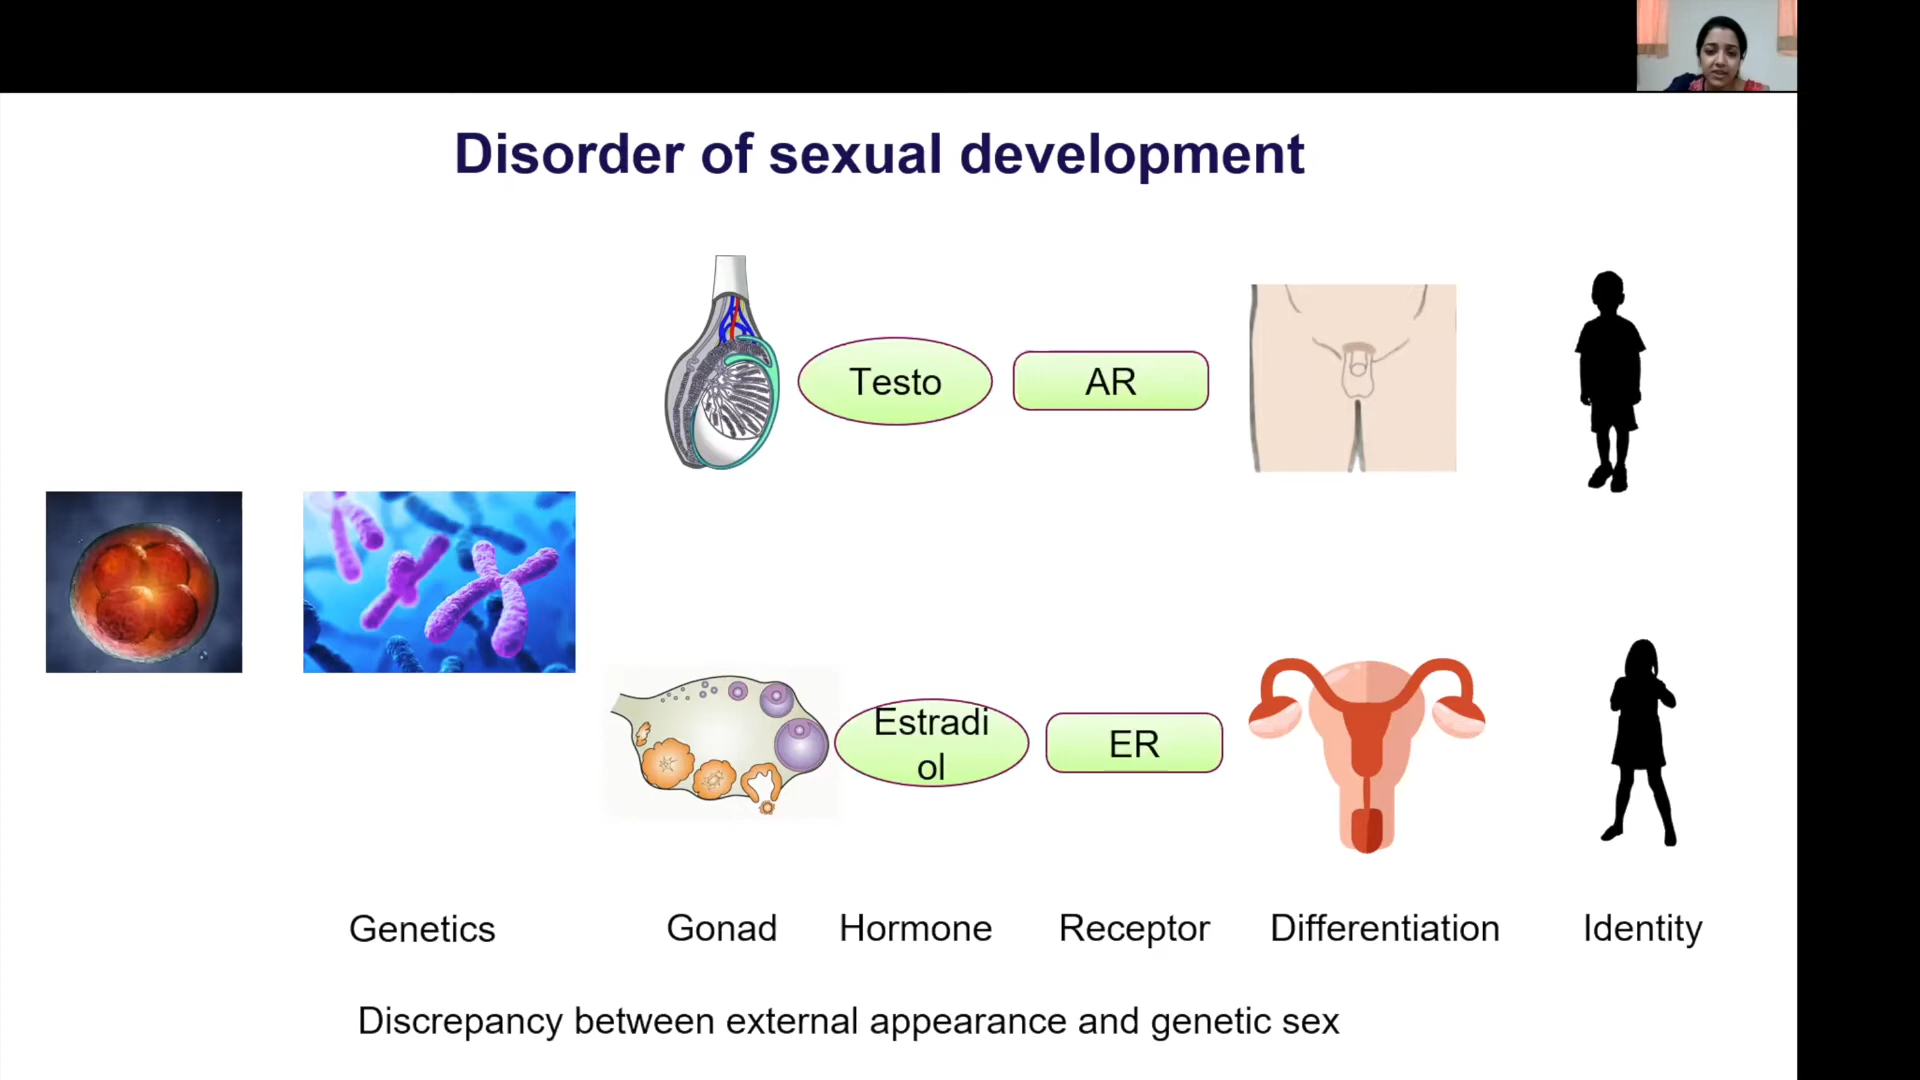 Disorder of sexual development
Testo
AR
Estradi
ol
ER
Genetics
Gonad
Hormone
Receptor
Differentiation
Identity
Discrepancy between external appearance and genetic sex